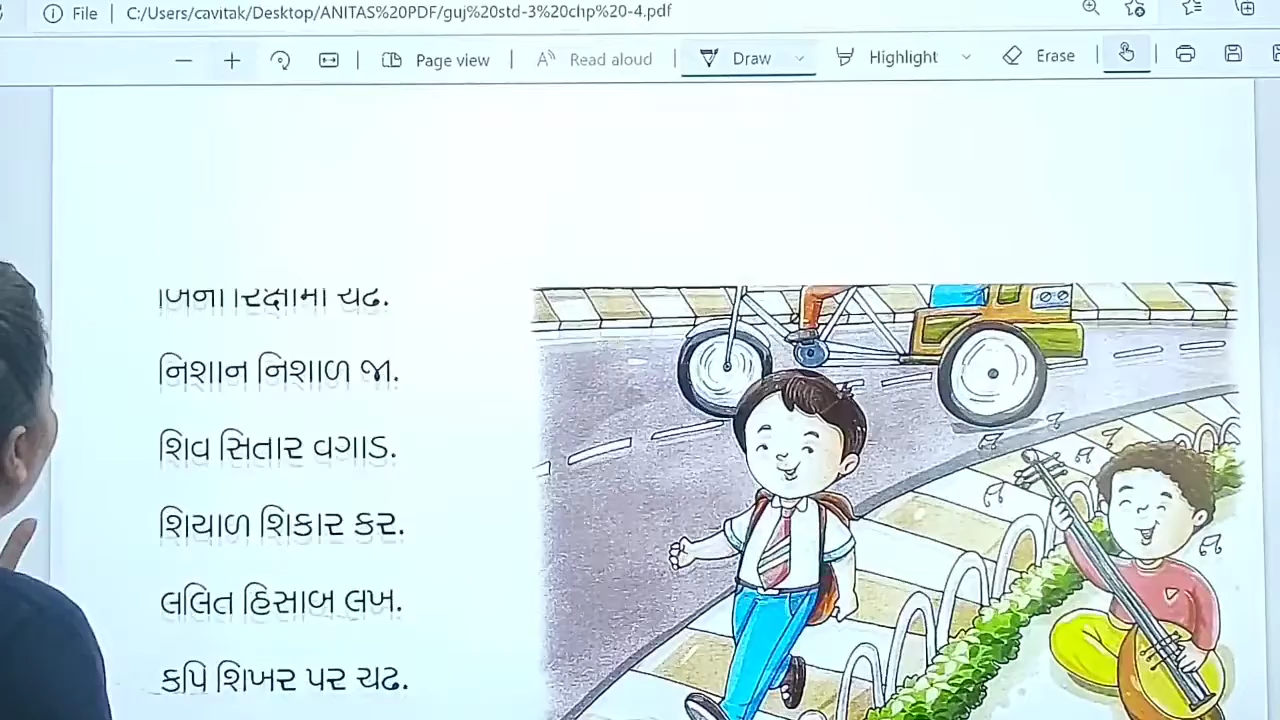 File | C:/Users/cavitak/Desktop/ANITAS%20PDF/guj%20std-3%20chp%20-4.pdf
Page view | Read aloud | Draw Highlight Erase
બિના રિક્ષામાં ચઢ.
નિશાન નિશાળ જા.
શિવ સિતાર વગાડ.
શિયાળ શિકાર કર.
લલિત હિસાબ લખ.
કપિ શિખર પર ચઢ.